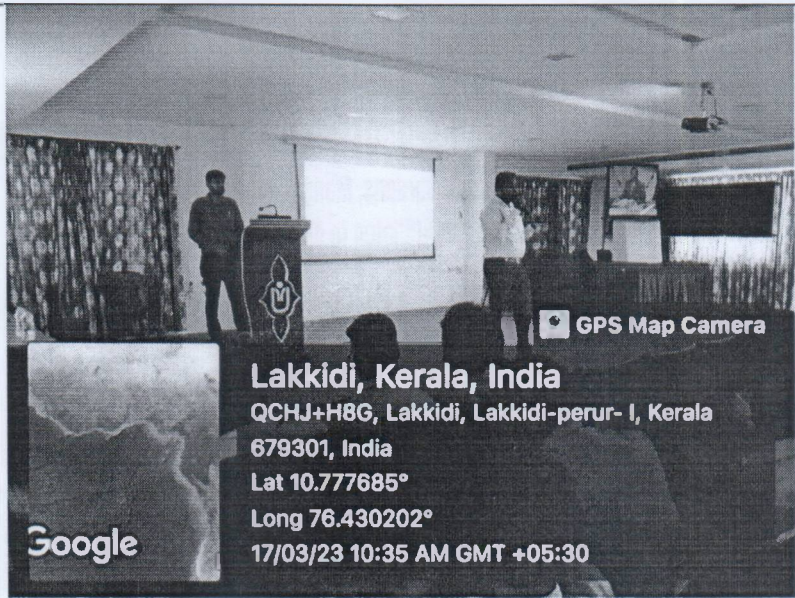 GPS Map Camera
Lakkidi, Kerala, India
QCHJ+H8G, Lakkidi, Lakkidi-perur- I, Kerala
679301, India
Lat 10.777685°
Long 76.430202°
17/03/23 10:35 AM GMT +05:30
Google